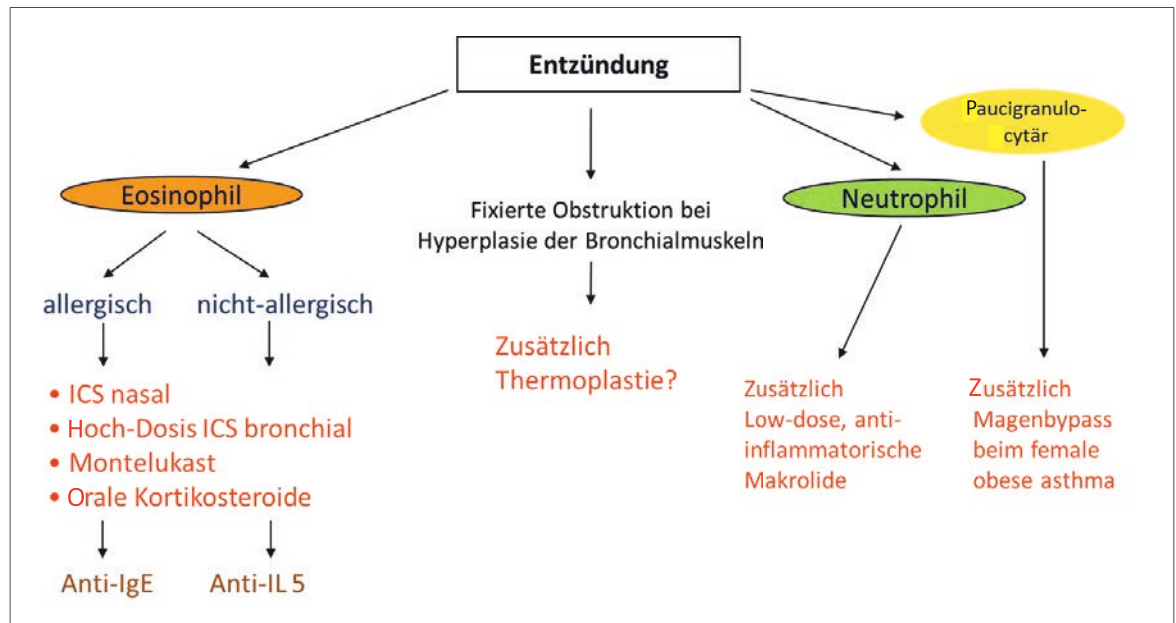 Entzündung
Eosinophil
allergisch
nicht-allergisch
• ICS nasal
• Hoch-Dosis ICS bronchial
• Montelukast
• Orale Kortikosteroide
Anti-IgE
Anti-IL 5
Fixierte Obstruktion bei
Hyperplasie der Bronchialmuskeln
Zusätzlich
Thermoplastie?
Neutrophil
Zusätzlich
Low-dose, anti-
inflammatorische
Makrolide
Paucigranulo-
cytär
Zusätzlich
Magenbypass
beim female
obese asthma